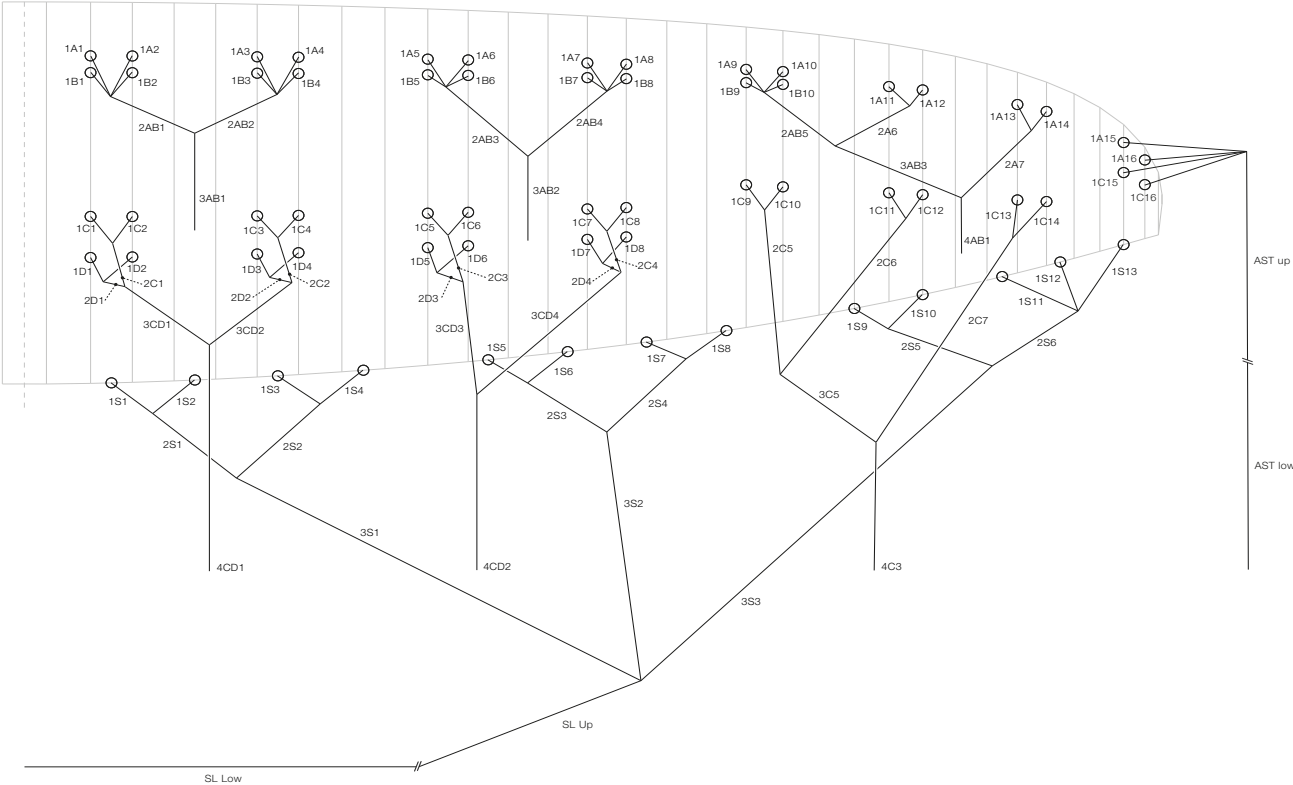 1A1 1A2 1A3 1A4 1A5 1A6 1A7 1A8 1A9 1A10
1B1 1B2 1B3 1B4 1B5 1B6 1B7 1B8 1B9 1B10
1A11 1A12 1A13 1A14
2AB1 2AB2 2AB3 2AB4 2AB5 2A6 2A7
1A15
1A16
1C15
1C16
3AB1 3AB2 3AB3
4AB1
1C1 1C2 1C3 1C4 1C5 1C6 1C7 1C8 1C9 1C10 1C11 1C12 1C13 1C14
1D1 1D2 1D3 1D4 1D5 1D6 1D7 1D8
2C1 2C2 2C3 2C4 2C5 2C6 2C7
2D1 2D2 2D3 2D4
AST up
3CD1 3CD2 3CD3 3CD4
1S1 1S2 1S3 1S4 1S5 1S6 1S7 1S8 1S9 1S10 1S11 1S12 1S13
2S1 2S2 2S3 2S4 2S5 2S6
3C5
AST low
3S1 3S2 3S3
4CD1 4CD2 4C3
SL Up
SL Low